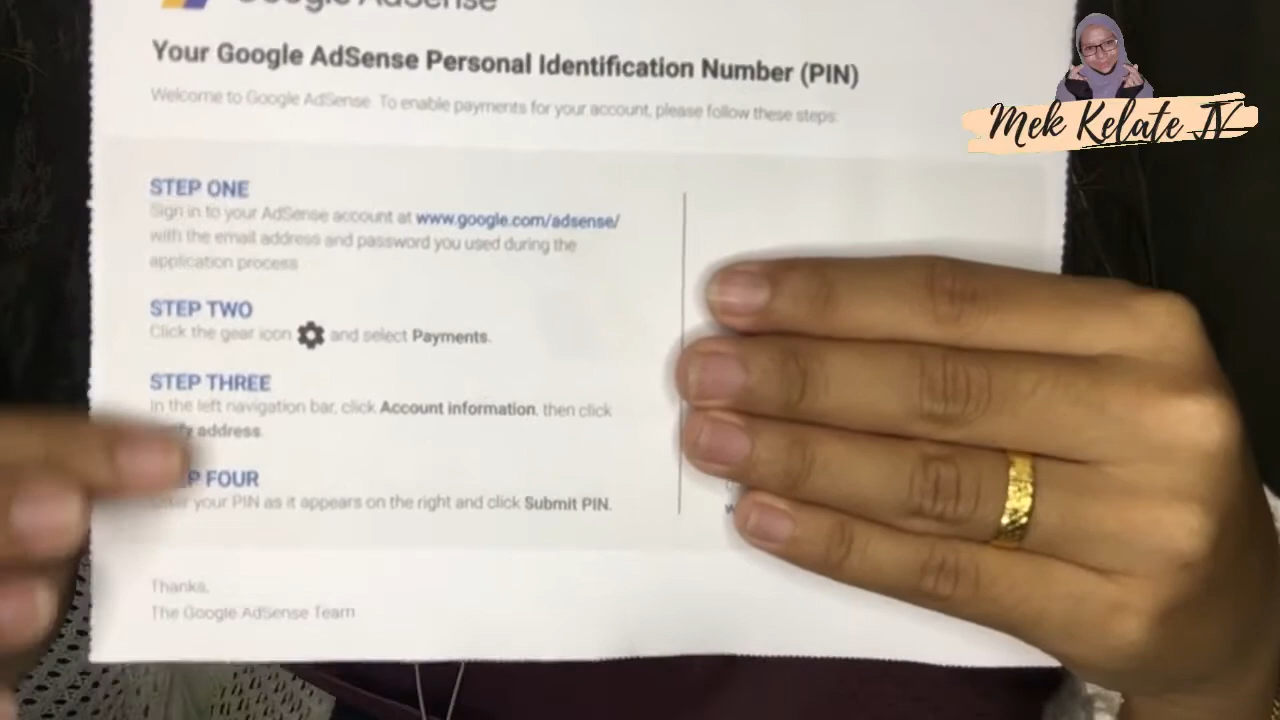 Google AdSense
Mek Kelate TV
Your Google AdSense Personal Identification Number (PIN)
Welcome to Google AdSense. To enable payments for your account, please follow these steps:
STEP ONE
Sign in to your AdSense account at www.google.com/adsense/
with the email address and password you used during the
application process.
STEP TWO
Click the gear icon and select Payments.
STEP THREE
In the left navigation bar, click Account information, then click
address.
FOUR
your PIN as it appears on the right and click Submit PIN.
Thanks,
The Google AdSense Team